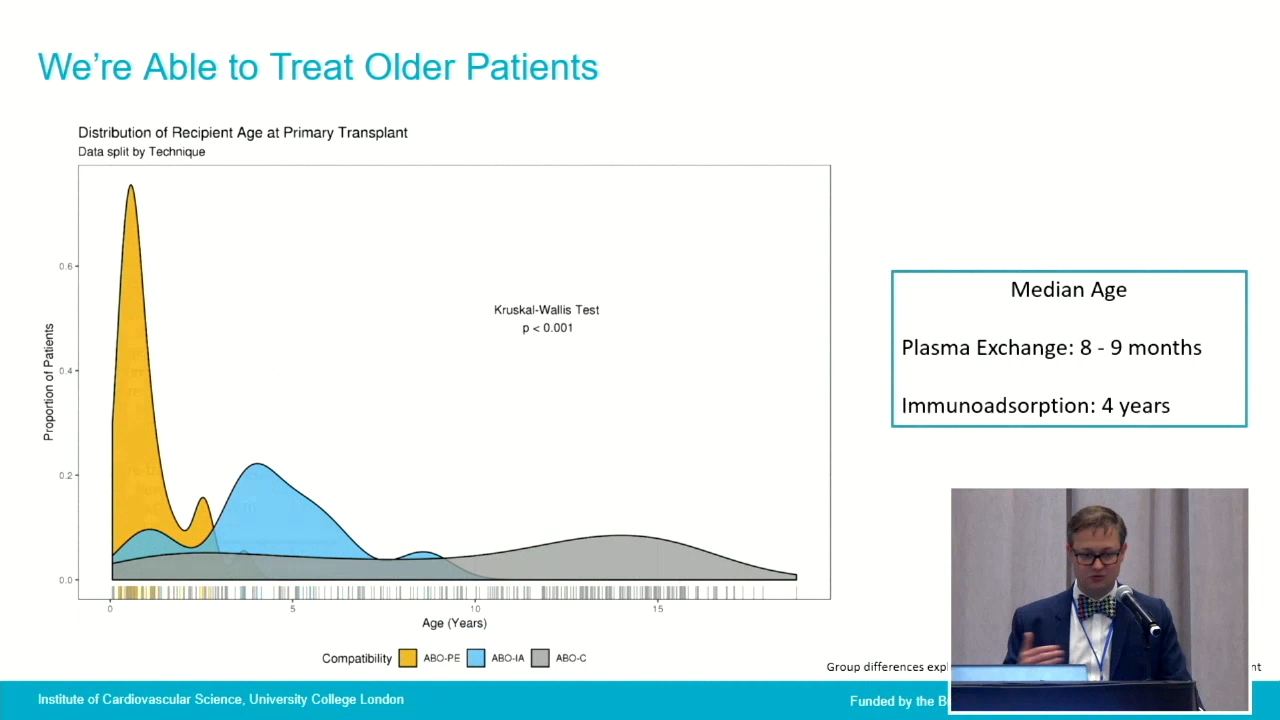 We're Able to Treat Older Patients
Distribution of Recipient Age at Primary Transplant
Data split by Technique
Proportion of Patients
0.6
0.4
0.2
0.0
Kruskal-Wallis Test
p < 0.001
0
5
10
15
Age (Years)
Compatibility
ABO-PE
ABO-IA
ABO-C
Median Age
Plasma Exchange: 8 - 9 months
Immunoadsorption: 4 years
Group differences
Institute of Cardiovascular Science, University College London
Funded by the